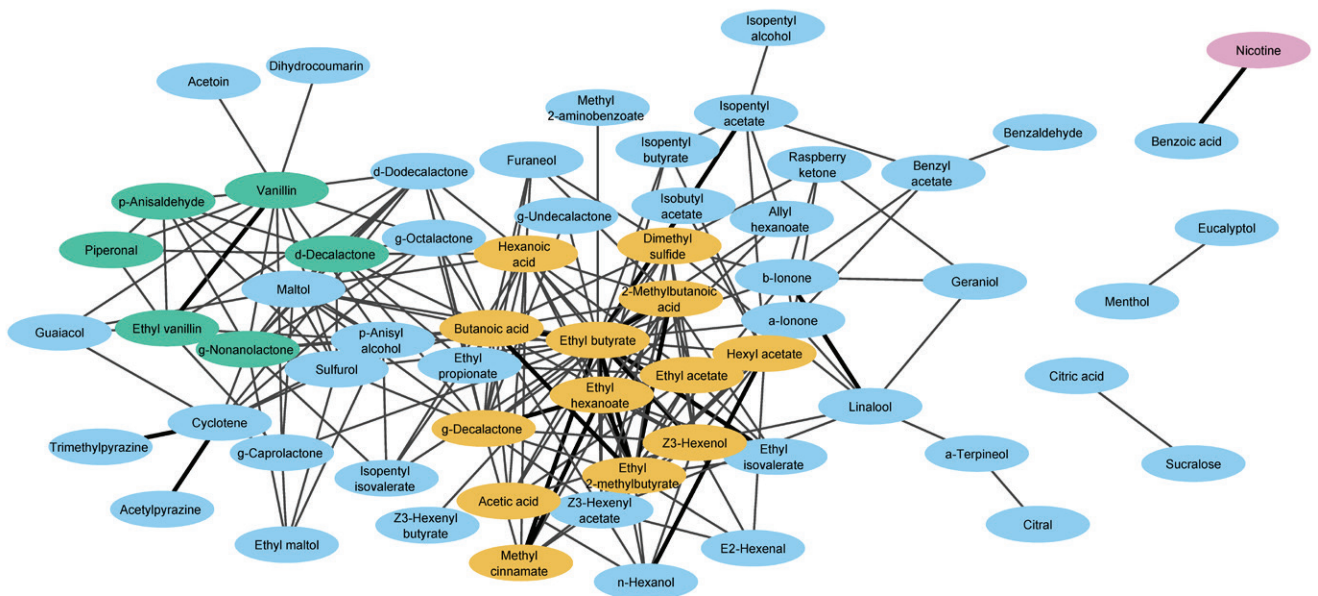 Isopentyl
alcohol
Nicotine
Dihydrocoumarin
Acetoin
Methyl
2-aminobenzoate
Isopentyl
acetate
Benzaldehyde
Benzoic acid
Isopentyl
butyrate
Raspberry
ketone
Furaneol
Benzyl
acetate
d-Dodecalactone
Vanillin
p-Anisaldehyde
Isobutyl
acetate
g-Undecalactone
Allyl
hexanoate
Eucalyptol
g-Octalactone
Piperonal
d-Decalactone
Hexanoic
acid
Dimethyl
sulfide
b-Ionone
Geraniol
Maltol
2-Methylbutanoic
acid
Menthol
Guaiacol
Ethyl vanillin
p-Anisyl
alcohol
Butanoic acid
Ethyl butyrate
a-Ionone
g-Nonanolactone
Hexyl acetate
Sulfurol
Ethyl
propionate
Ethyl acetate
Citric acid
Ethyl
hexanoate
Linalool
Cyclotene
g-Decalactone
Z3-Hexenol
Trimethylpyrazine
g-Caprolactone
Ethyl
isovalerate
a-Terpineol
Sucralose
Isopentyl
isovalerate
Ethyl
2-methylbutyrate
Acetylpyrazine
Acetic acid
Z3-Hexenyl
acetate
Z3-Hexenyl
butyrate
Citral
Ethyl maltol
E2-Hexenal
Methyl
cinnamate
n-Hexanol